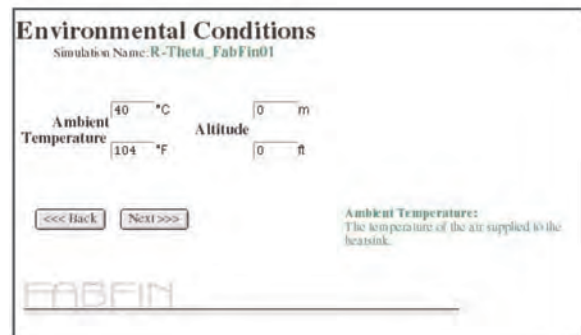 Environmental Conditions
Simulation Name:R-Theta_FabFin01
40 °C
Ambient Temperature
104 °F
Altitude
0 m
0 ft
<<< Back
Next >>>
Ambient Temperature:
The temperature of the air supplied to the
heatsink.
FABFIN